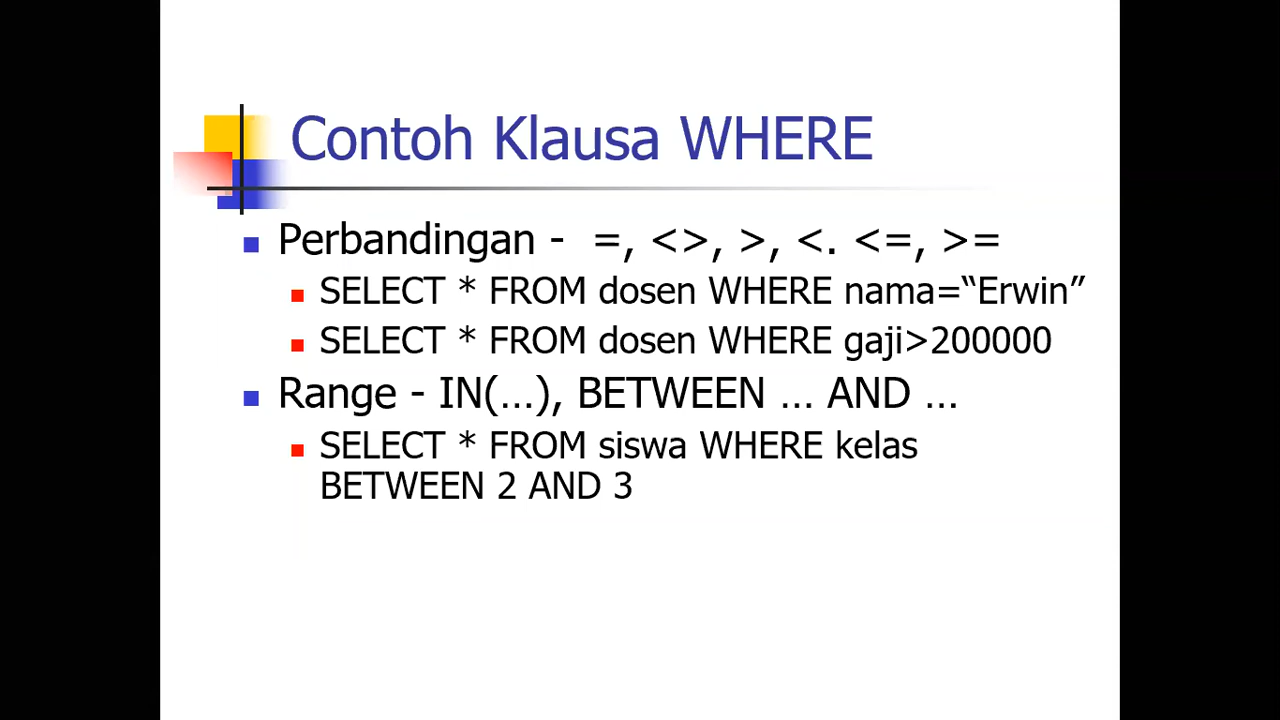 Contoh Klausa WHERE
Perbandingan -  =, <>, >, <. <=, >=
SELECT * FROM dosen WHERE nama=“Erwin”
SELECT * FROM dosen WHERE gaji>200000
Range - IN(…), BETWEEN … AND …
SELECT * FROM siswa WHERE kelas
BETWEEN 2 AND 3